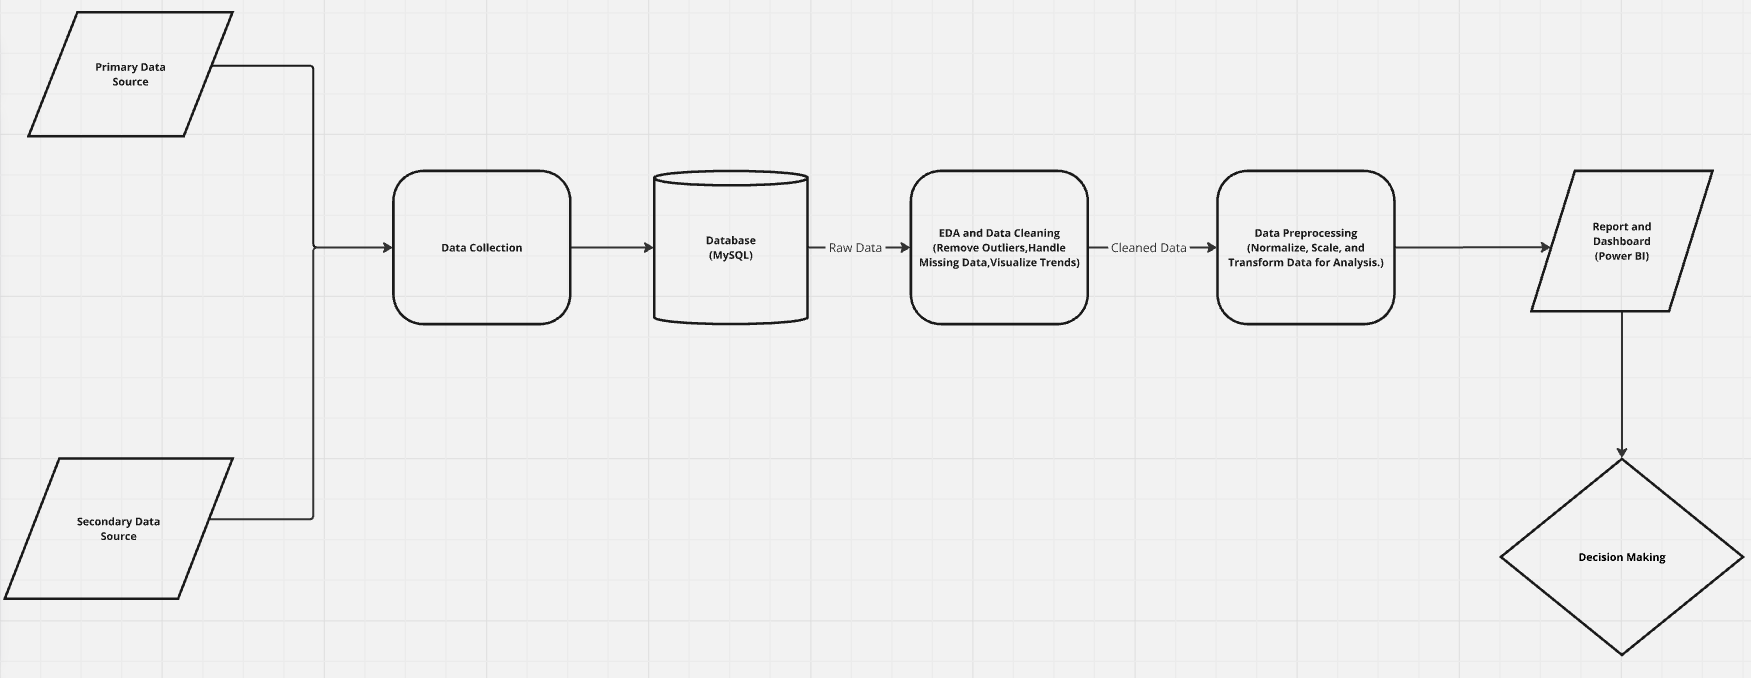 Primary Data
Source
Data Collection
Database
(MySQL)
Raw Data
EDA and Data Cleaning
(Remove Outliers,Handle
Missing Data,Visualize Trends)
Cleaned Data
Data Preprocessing
(Normalize, Scale, and
Transform Data for Analysis.)
Report and
Dashboard
(Power BI)
Secondary Data
Source
Decision Making